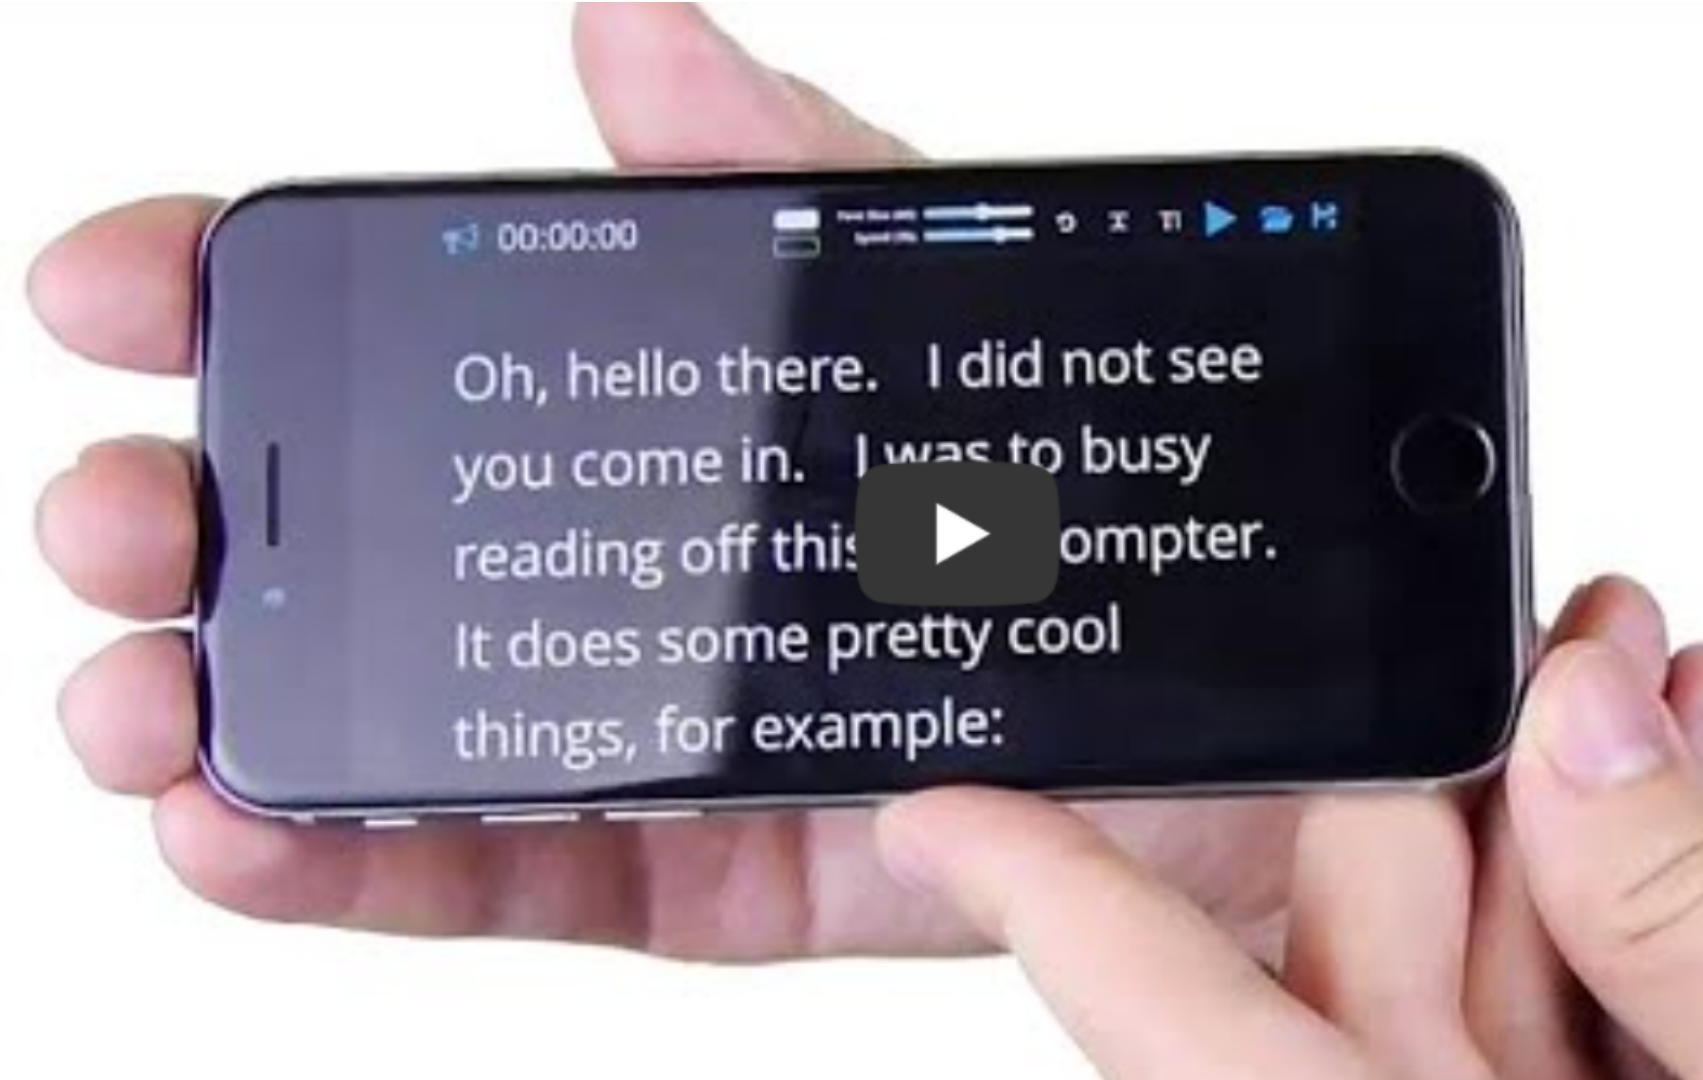 00:00:00
Oh, hello there. I did not see
you come in. I was to busy
reading off this ompter.
It does some pretty cool
things, for example: